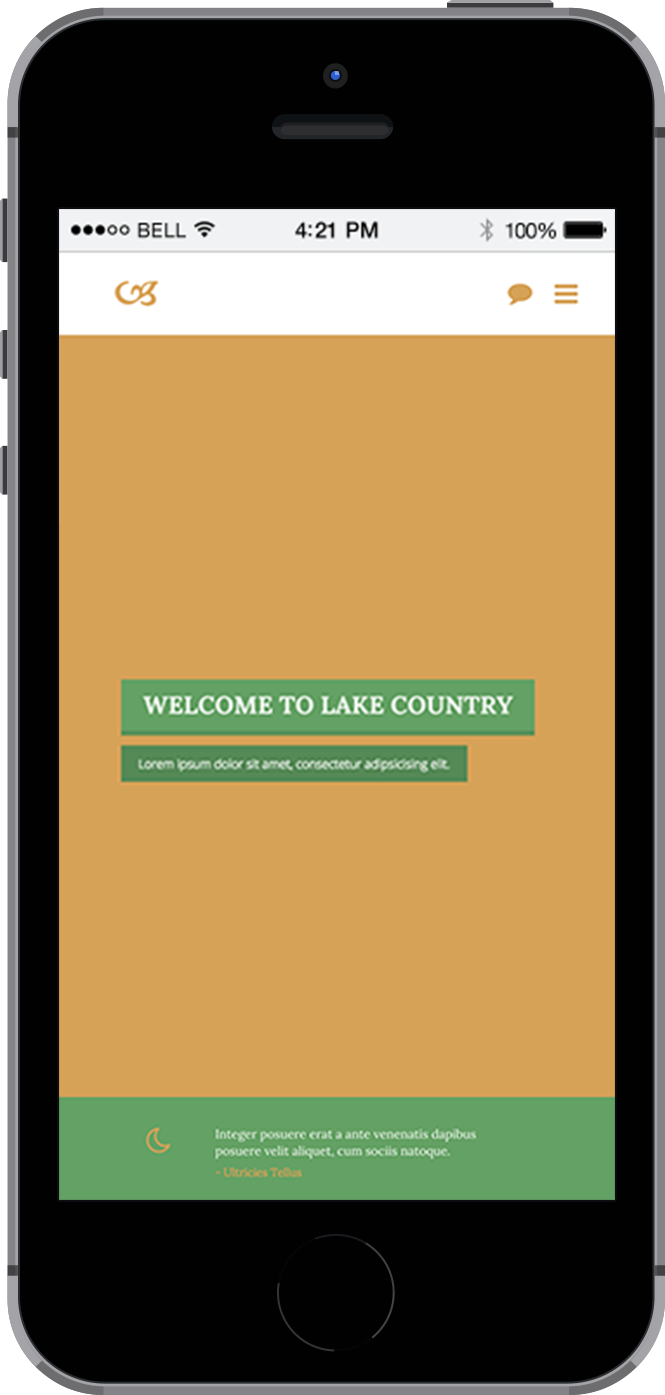 BELL 4:21 PM 100%
WELCOME TO LAKE COUNTRY
Lorem ipsum dolor sit amet, consectetur adipsicising elit.
Integer posuere erat a ante venenatis dapibus
posuere velit aliquet, cum sociis natoque.
- Ultricies Tellus